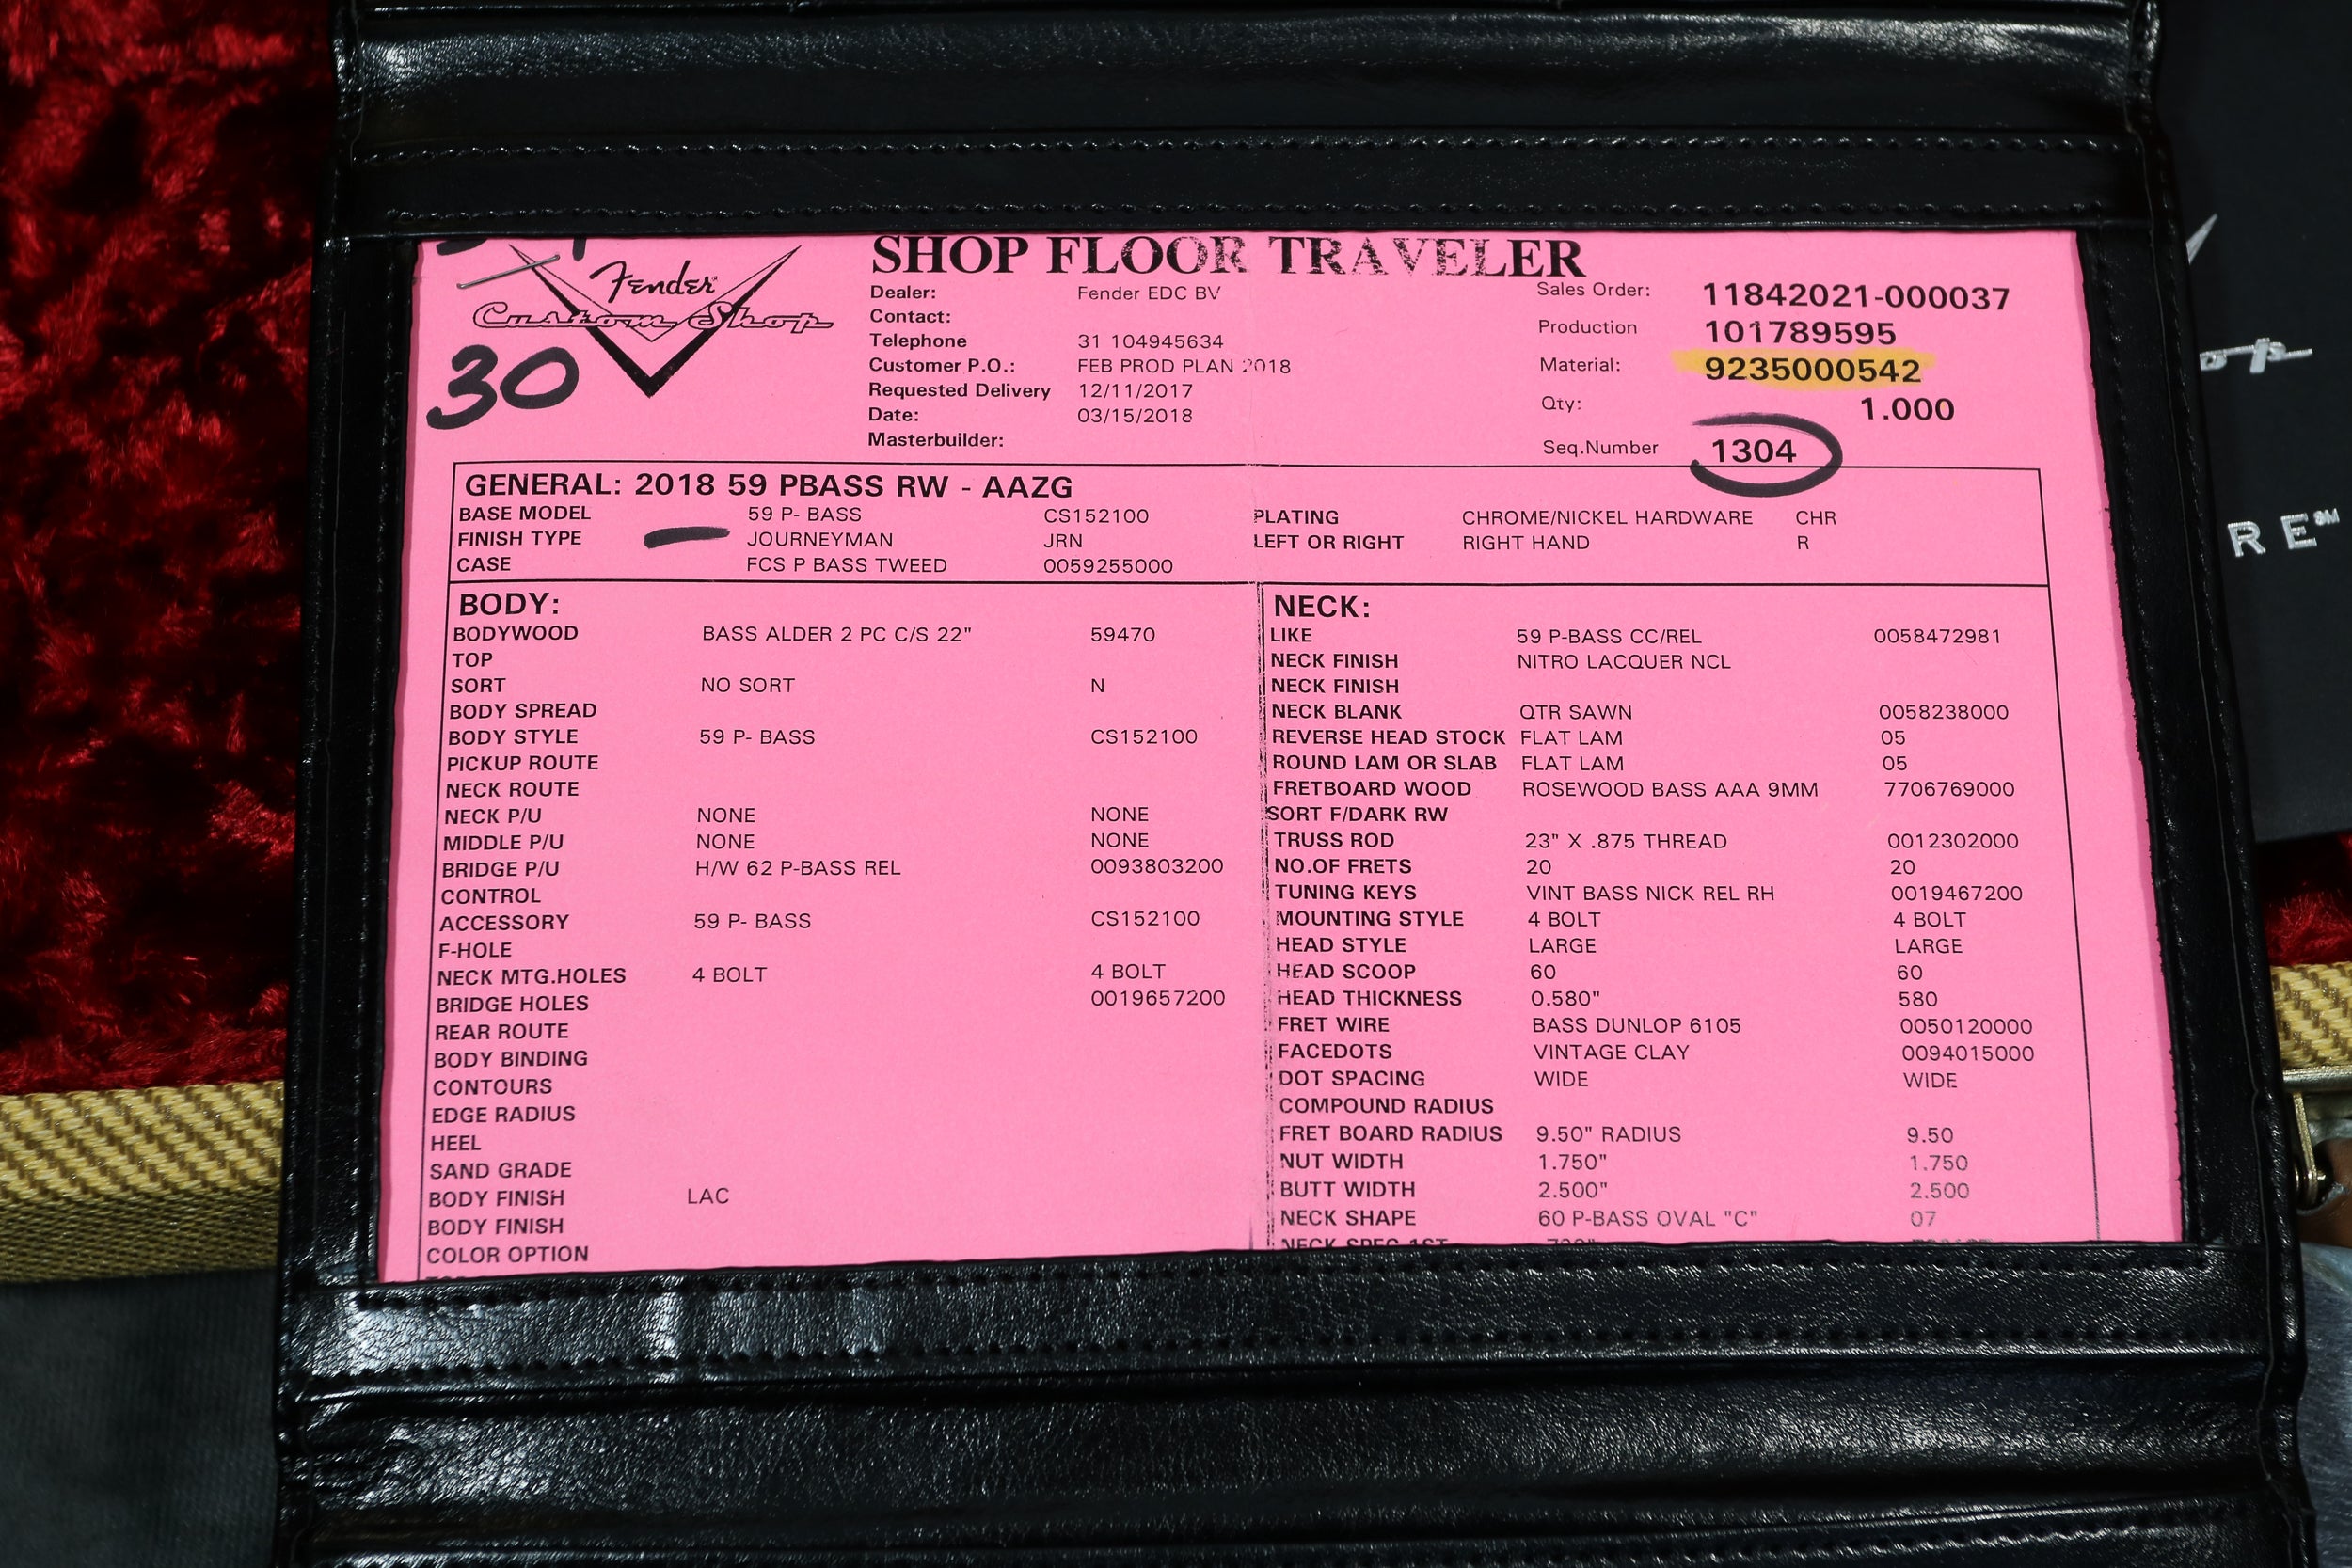 SHOP FLOOR TRAVELER
Fender
Custom Shop
30
Dealer: Fender EDC BV
Contact:
Telephone 31 104945634
Customer P.O.: FEB PROD PLAN 2018
Requested Delivery 12/11/2017
Date: 03/15/2018
Masterbuilder:
Sales Order: 11842021-000037
Production 101789595
Material: 9235000542
Qty: 1.000
Seq.Number 1304
GENERAL: 2018 59 PBASS RW - AAZG
BASE MODEL 59 P- BASS CS152100
FINISH TYPE JOURNEYMAN JRN
CASE FCS P BASS TWEED 0059255000
PLATING CHROME/NICKEL HARDWARE CHR
LEFT OR RIGHT RIGHT HAND R
BODY:
BODYWOOD BASS ALDER 2 PC C/S 22" 59470
TOP
SORT NO SORT N
BODY SPREAD
BODY STYLE 59 P- BASS CS152100
PICKUP ROUTE
NECK ROUTE
NECK P/U NONE NONE
MIDDLE P/U NONE NONE
BRIDGE P/U H/W 62 P-BASS REL 0093803200
CONTROL
ACCESSORY 59 P- BASS CS152100
F-HOLE
NECK MTG.HOLES 4 BOLT 4 BOLT
BRIDGE HOLES 0019657200
REAR ROUTE
BODY BINDING
CONTOURS
EDGE RADIUS
HEEL
SAND GRADE
BODY FINISH LAC
BODY FINISH
COLOR OPTION
NECK:
LIKE 59 P-BASS CC/REL 0058472981
NECK FINISH NITRO LACQUER NCL
NECK FINISH
NECK BLANK QTR SAWN 0058238000
REVERSE HEAD STOCK FLAT LAM 05
ROUND LAM OR SLAB FLAT LAM 05
FRETBOARD WOOD ROSEWOOD BASS AAA 9MM 7706769000
SORT F/DARK RW
TRUSS ROD 23" X .875 THREAD 0012302000
NO.OF FRETS 20 20
TUNING KEYS VINT BASS NICK REL RH 0019467200
MOUNTING STYLE 4 BOLT 4 BOLT
HEAD STYLE LARGE LARGE
HEAD SCOOP 60 60
HEAD THICKNESS 0.580" 580
FRET WIRE BASS DUNLOP 6105 0050120000
FACEDOTS VINTAGE CLAY 0094015000
DOT SPACING WIDE WIDE
COMPOUND RADIUS
FRET BOARD RADIUS 9.50" RADIUS 9.50
NUT WIDTH 1.750" 1.750
BUTT WIDTH 2.500" 2.500
NECK SHAPE 60 P-BASS OVAL "C" 07
NECK SPEC 1ST
op
RE℠